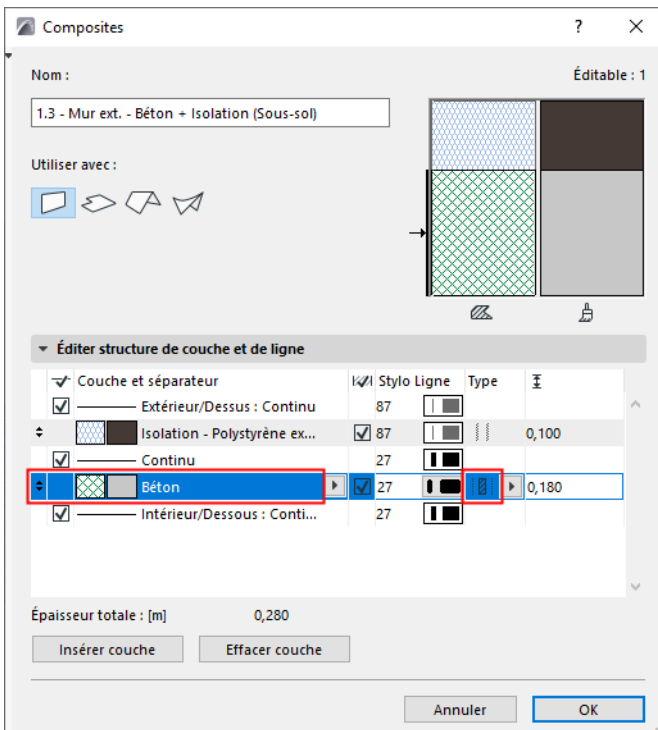 Composites
?
Nom :
Éditable : 1
1.3 - Mur ext. - Béton + Isolation (Sous-sol)
Utiliser avec :
Éditer structure de couche et de ligne
Couche et séparateur Stylo Ligne Type
Extérieur/Dessus : Continu 87
Isolation - Polystyrène ex... 87 0,100
Continu 27
Béton 27 0,180
Intérieur/Dessous : Conti... 27
Épaisseur totale : [m] 0,280
Insérer couche Effacer couche
Annuler OK